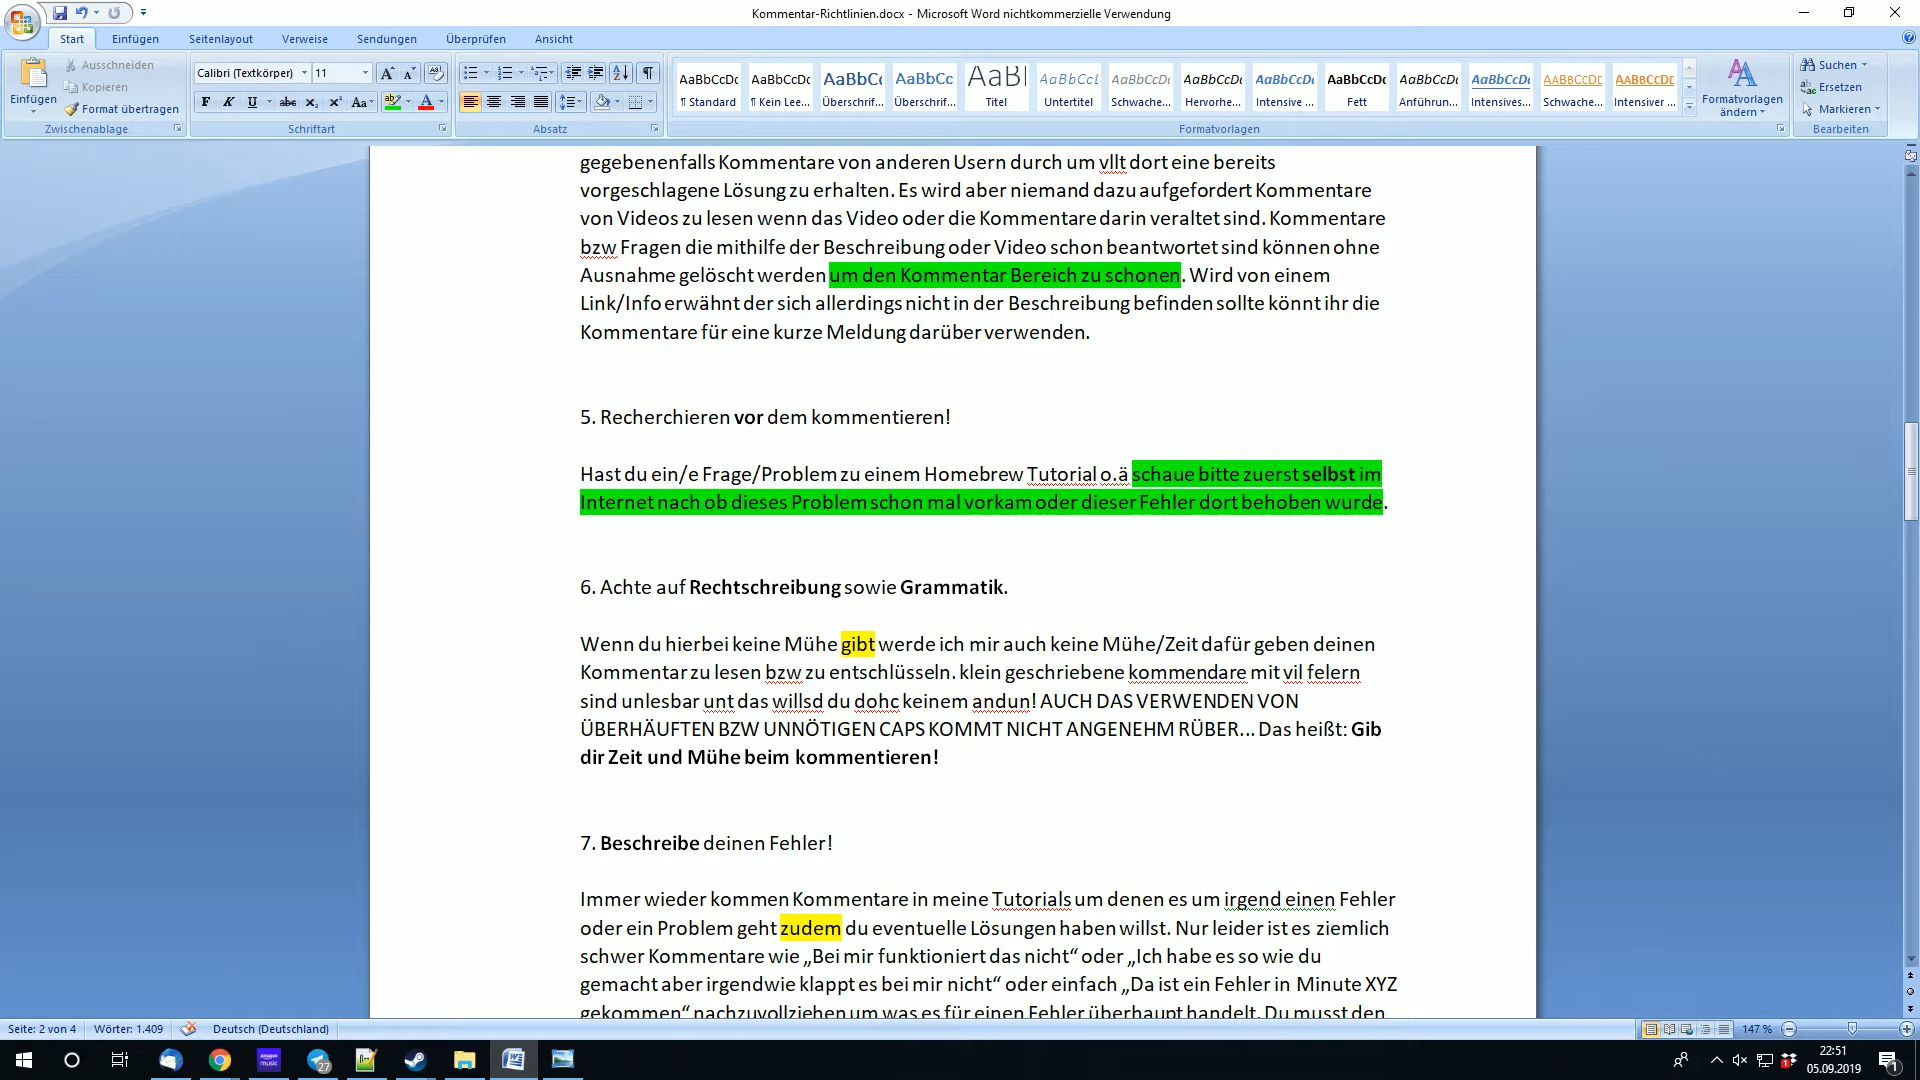 Kommentar-Richtlinien.docx - Microsoft Word nichtkommerzielle Verwendung
Start Einfügen Seitenlayout Verweise Sendungen Überprüfen Ansicht
Einfügen
Ausschneiden
Kopieren
Format übertragen
Zwischenablage
Calibri (Textkörper) 11
F K U abc x₂ x² Aa
Schriftart
Absatz
AaBbCcDc AaBbCcDc AaBbCc AaBbCc AaBl AaBbCcL AaBbCcDc AaBbCcDc AaBbCcDc AaBbCcDc AaBbCcDc AaBbCcDc AABBCCDD AABBCCDD
¶ Standard ¶ Kein Lee... Überschrif... Überschrif... Titel Untertitel Schwache... Hervorhe... Intensive ... Fett Anführun... Intensives... Schwache... Intensiver ...
Formatvorlagen
Formatvorlagen
ändern
Suchen
Ersetzen
Markieren
Bearbeiten
gegebenenfalls Kommentare von anderen Usern durch um vllt dort eine bereits
vorgeschlagene Lösung zu erhalten. Es wird aber niemand dazu aufgefordert Kommentare
von Videos zu lesen wenn das Video oder die Kommentare darin veraltet sind. Kommentare
bzw Fragen die mithilfe der Beschreibung oder Video schon beantwortet sind können ohne
Ausnahme gelöscht werden um den Kommentar Bereich zu schonen. Wird von einem
Link/Info erwähnt der sich allerdings nicht in der Beschreibung befinden sollte könnt ihr die
Kommentare für eine kurze Meldung darüber verwenden.
5. Recherchieren vor dem kommentieren!
Hast du ein/e Frage/Problem zu einem Homebrew Tutorial o.ä schaue bitte zuerst selbst im
Internet nach ob dieses Problem schon mal vorkam oder dieser Fehler dort behoben wurde.
6. Achte auf Rechtschreibung sowie Grammatik.
Wenn du hierbei keine Mühe gibt werde ich mir auch keine Mühe/Zeit dafür geben deinen
Kommentar zu lesen bzw zu entschlüsseln. klein geschriebene kommendare mit vil felern
sind unlesbar unt das willsd du dohc keinem andun! AUCH DAS VERWENDEN VON
ÜBERHÄUFTEN BZW UNNÖTIGEN CAPS KOMMT NICHT ANGENEHM RÜBER... Das heißt: Gib
dir Zeit und Mühe beim kommentieren!
7. Beschreibe deinen Fehler!
Immer wieder kommen Kommentare in meine Tutorials um denen es um irgend einen Fehler
oder ein Problem geht zudem du eventuelle Lösungen haben willst. Nur leider ist es ziemlich
schwer Kommentare wie „Bei mir funktioniert das nicht“ oder „Ich habe es so wie du
gemacht aber irgendwie klappt es bei mir nicht“ oder einfach „Da ist ein Fehler in Minute XYZ
gekommen“ nachzuvollziehen um was es für einen Fehler überhaupt handelt. Du musst den
Seite: 2 von 4 Wörter: 1.409 Deutsch (Deutschland) 147 %
amazon music
27
22:51
05.09.2019
1